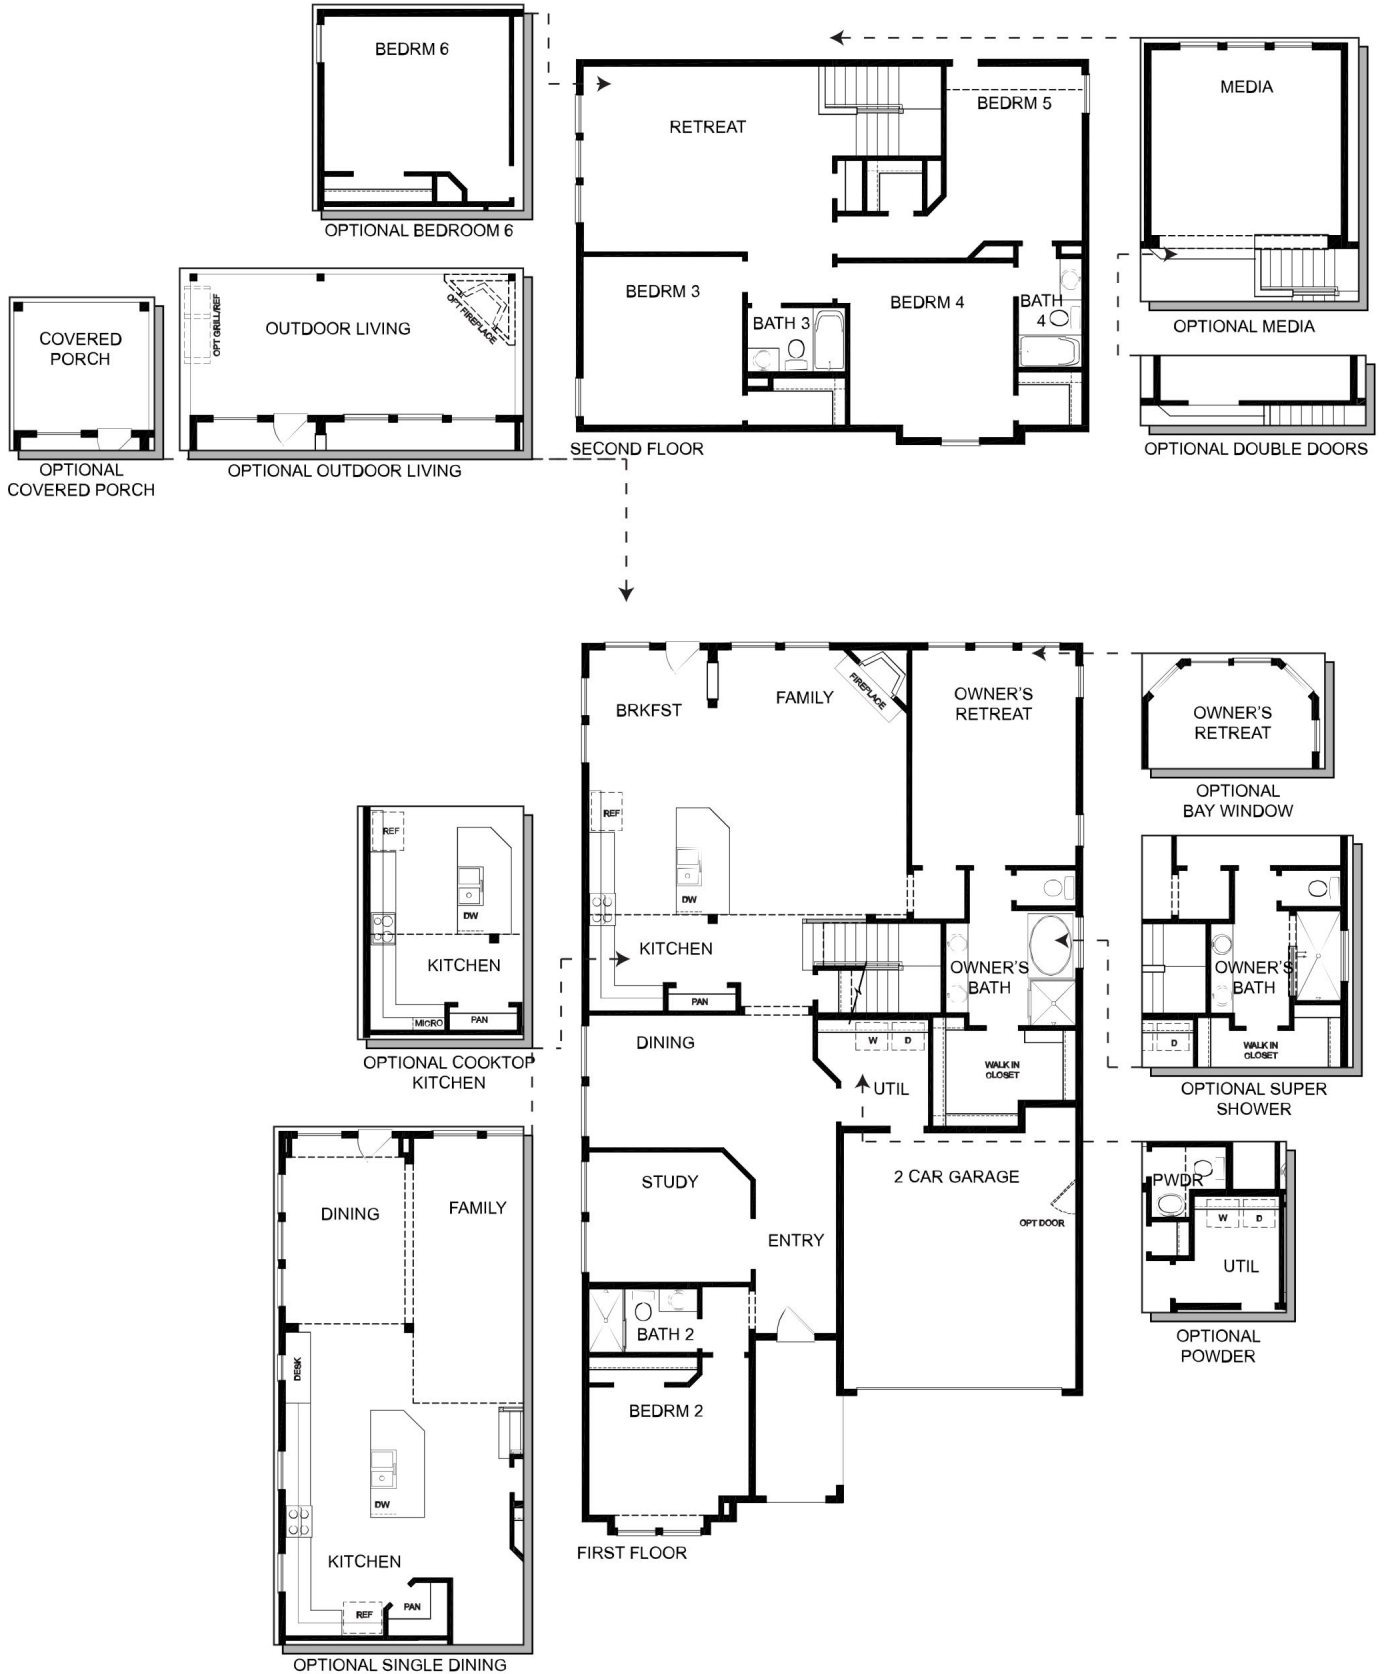 BEDRM 6
OPTIONAL BEDROOM 6
RETREAT
BEDRM 5
BEDRM 3
BEDRM 4
BATH 3
BATH
4
SECOND FLOOR
MEDIA
OPTIONAL MEDIA
OPTIONAL DOUBLE DOORS
COVERED
PORCH
OPTIONAL
COVERED PORCH
OPT GRILL/REF
OUTDOOR LIVING
OPT FIREPLACE
OPTIONAL OUTDOOR LIVING
BRKFST
FAMILY
FIREPLACE
OWNER'S
RETREAT
REF
DW
KITCHEN
PAN
OWNER'S
BATH
DINING
W
D
UTIL
WALK IN
CLOSET
STUDY
2 CAR GARAGE
OPT DOOR
ENTRY
BATH 2
BEDRM 2
FIRST FLOOR
OWNER'S
RETREAT
OPTIONAL
BAY WINDOW
OWNER'S
BATH
D
WALK IN
CLOSET
OPTIONAL SUPER
SHOWER
PWDR
W
D
UTIL
OPTIONAL
POWDER
REF
DW
KITCHEN
MICRO
PAN
OPTIONAL COOKTOP
KITCHEN
DINING
FAMILY
DESK
DW
KITCHEN
REF
PAN
OPTIONAL SINGLE DINING